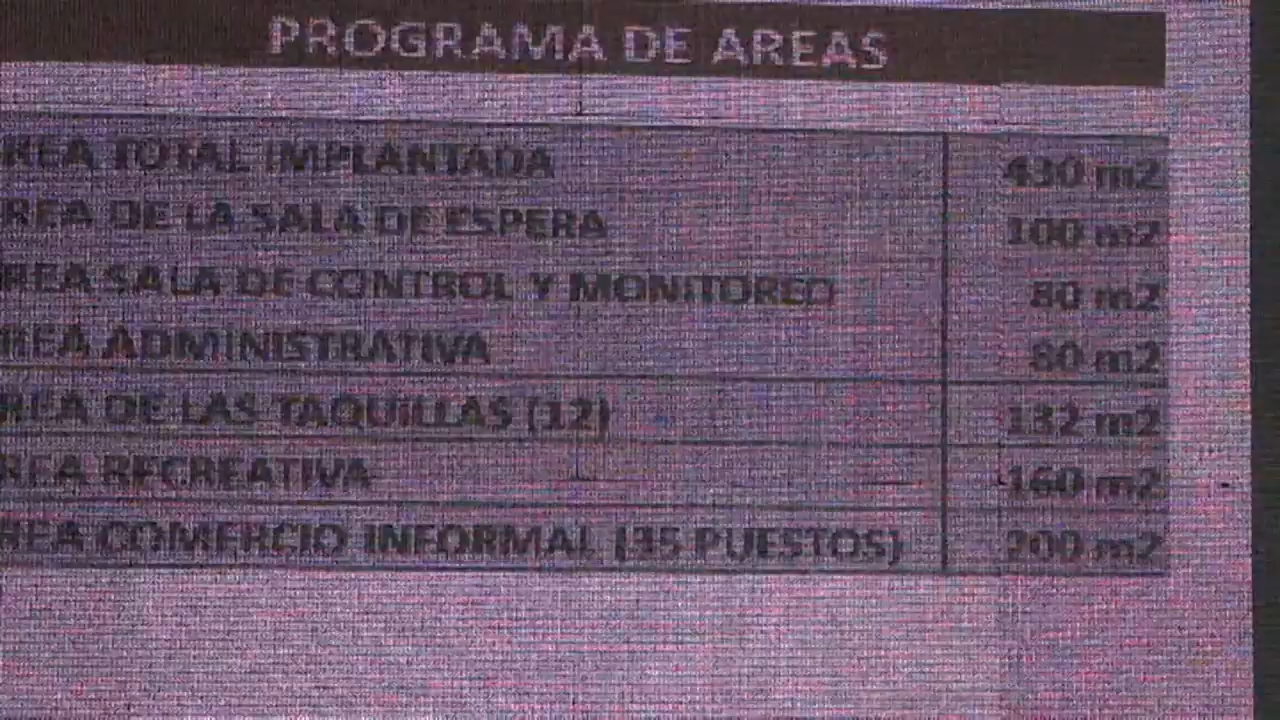 PROGRAMA DE AREAS
REA TOTAL IMPLANTADA 430 m2
REA DE LA SALA DE ESPERA 100 m2
REA SALA DE CONTROL Y MONITOREO 80 m2
REA ADMINISTRATIVA 80 m2
REA DE LAS TAQUILLAS (12) 132 m2
REA RECREATIVA 160 m2
REA COMERCIO INFORMAL (35 PUESTOS) 200 m2